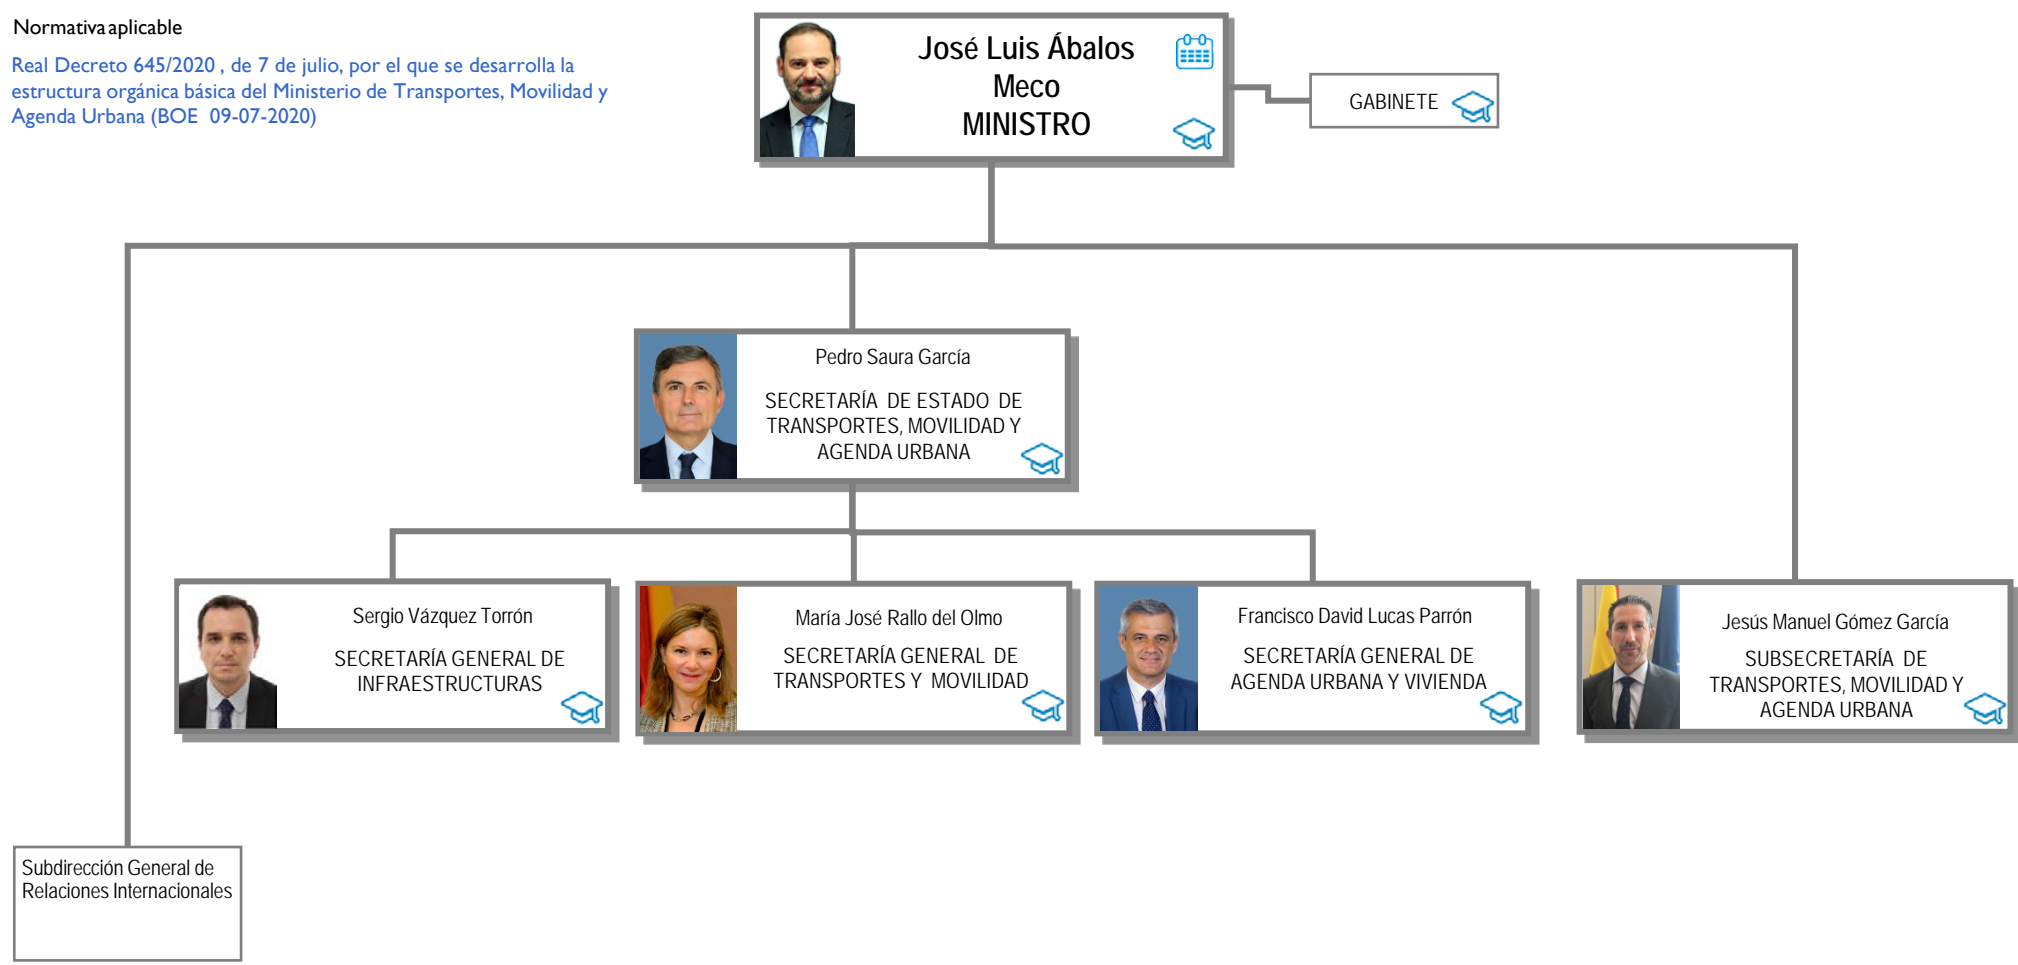 Normativa aplicable
Real Decreto 645/2020 , de 7 de julio, por el que se desarrolla la
estructura orgánica básica del Ministerio de Transportes, Movilidad y
Agenda Urbana (BOE 09-07-2020)
José Luis Ábalos
Meco
MINISTRO
GABINETE
Pedro Saura García
SECRETARÍA DE ESTADO DE
TRANSPORTES, MOVILIDAD Y
AGENDA URBANA
Sergio Vázquez Torrón
SECRETARÍA GENERAL DE
INFRAESTRUCTURAS
María José Rallo del Olmo
SECRETARÍA GENERAL DE
TRANSPORTES Y MOVILIDAD
Francisco David Lucas Parrón
SECRETARÍA GENERAL DE
AGENDA URBANA Y VIVIENDA
Jesús Manuel Gómez García
SUBSECRETARÍA DE
TRANSPORTES, MOVILIDAD Y
AGENDA URBANA
Subdirección General de
Relaciones Internacionales